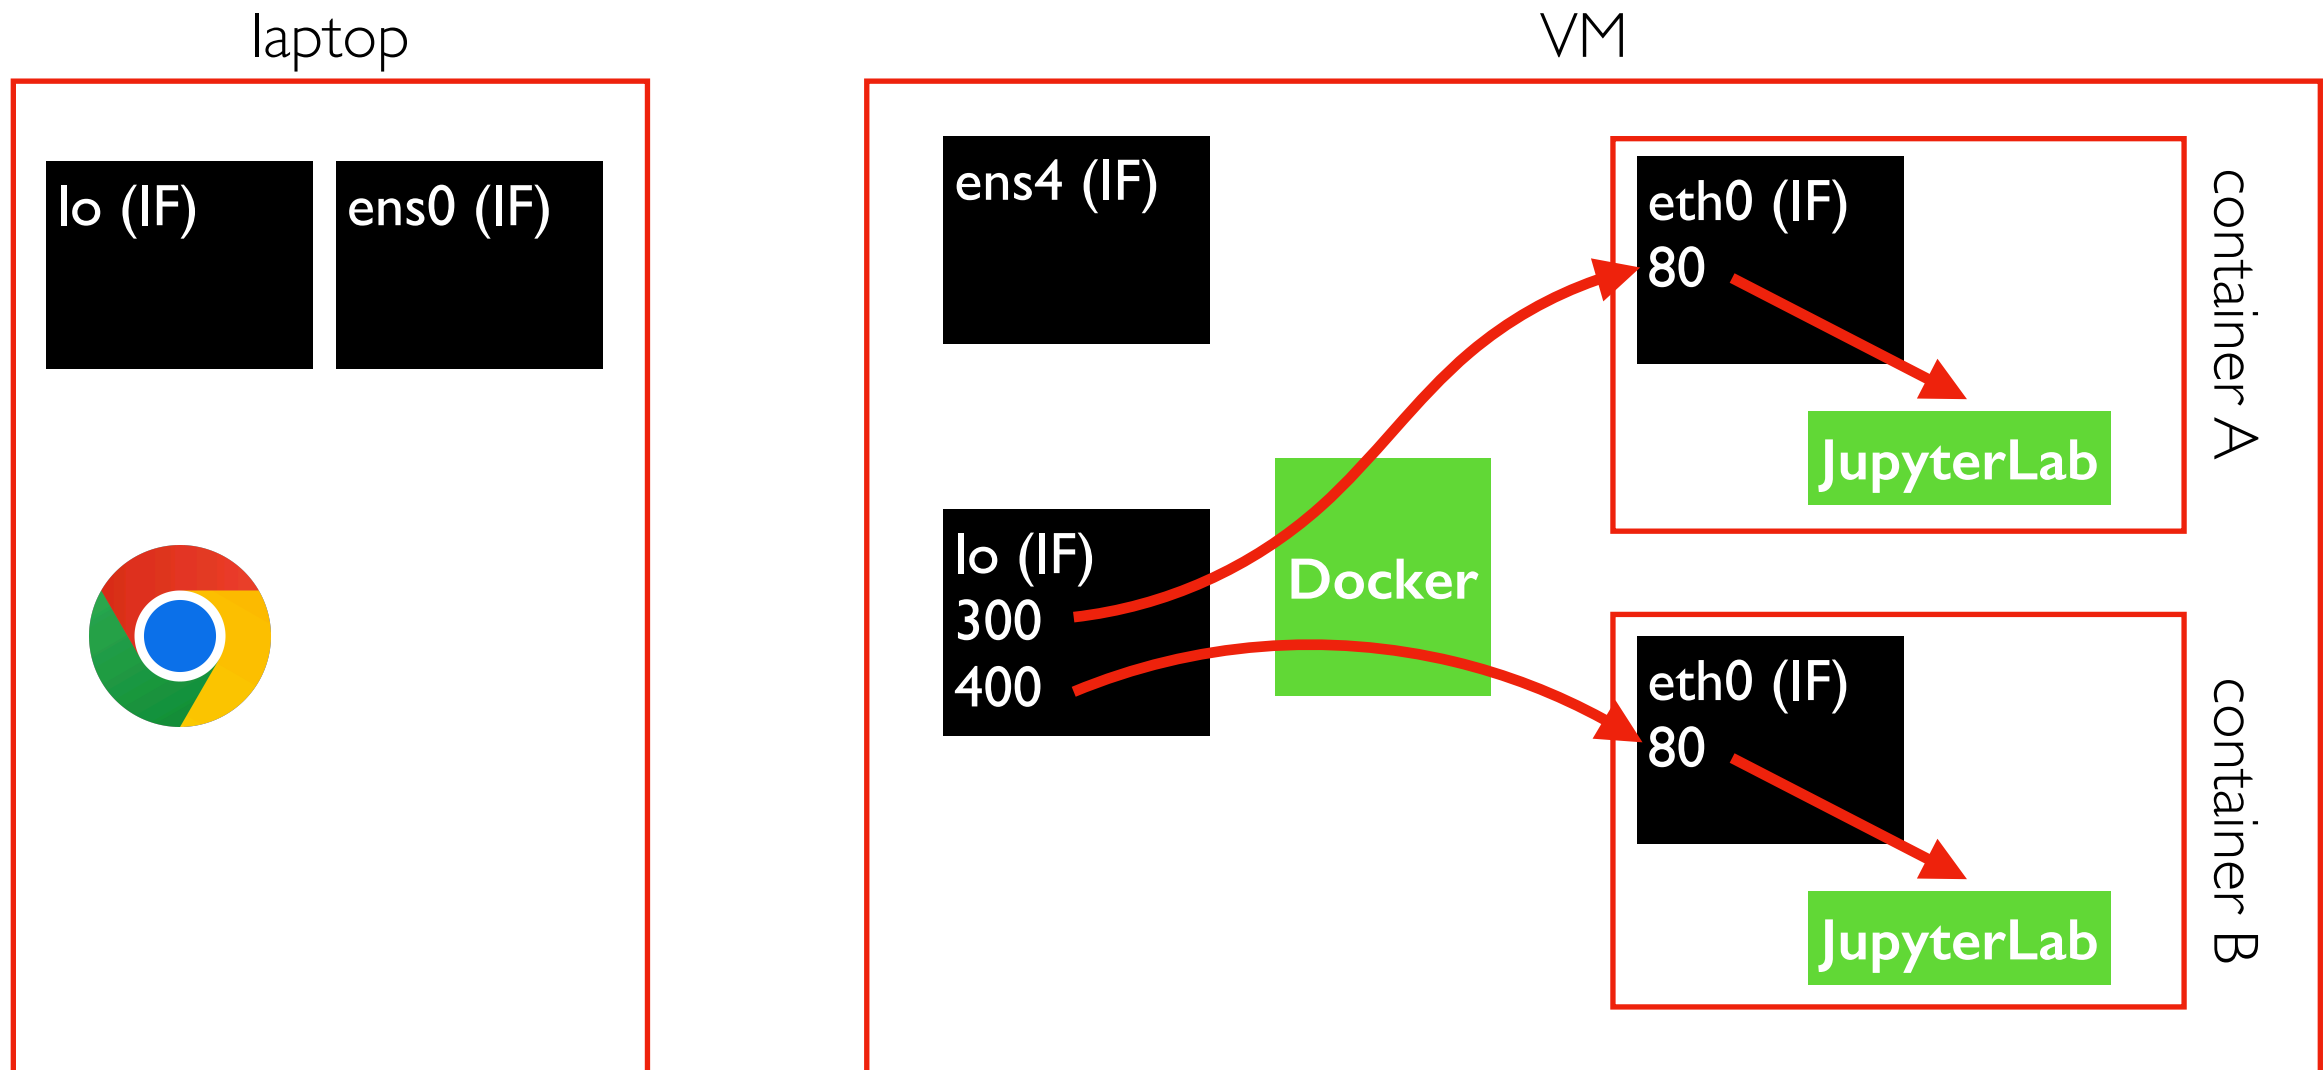 laptop
lo (IF)
ens0 (IF)
VM
ens4 (IF)
lo (IF)
300
400
Docker
eth0 (IF)
80
JupyterLab
container A
eth0 (IF)
80
JupyterLab
container B